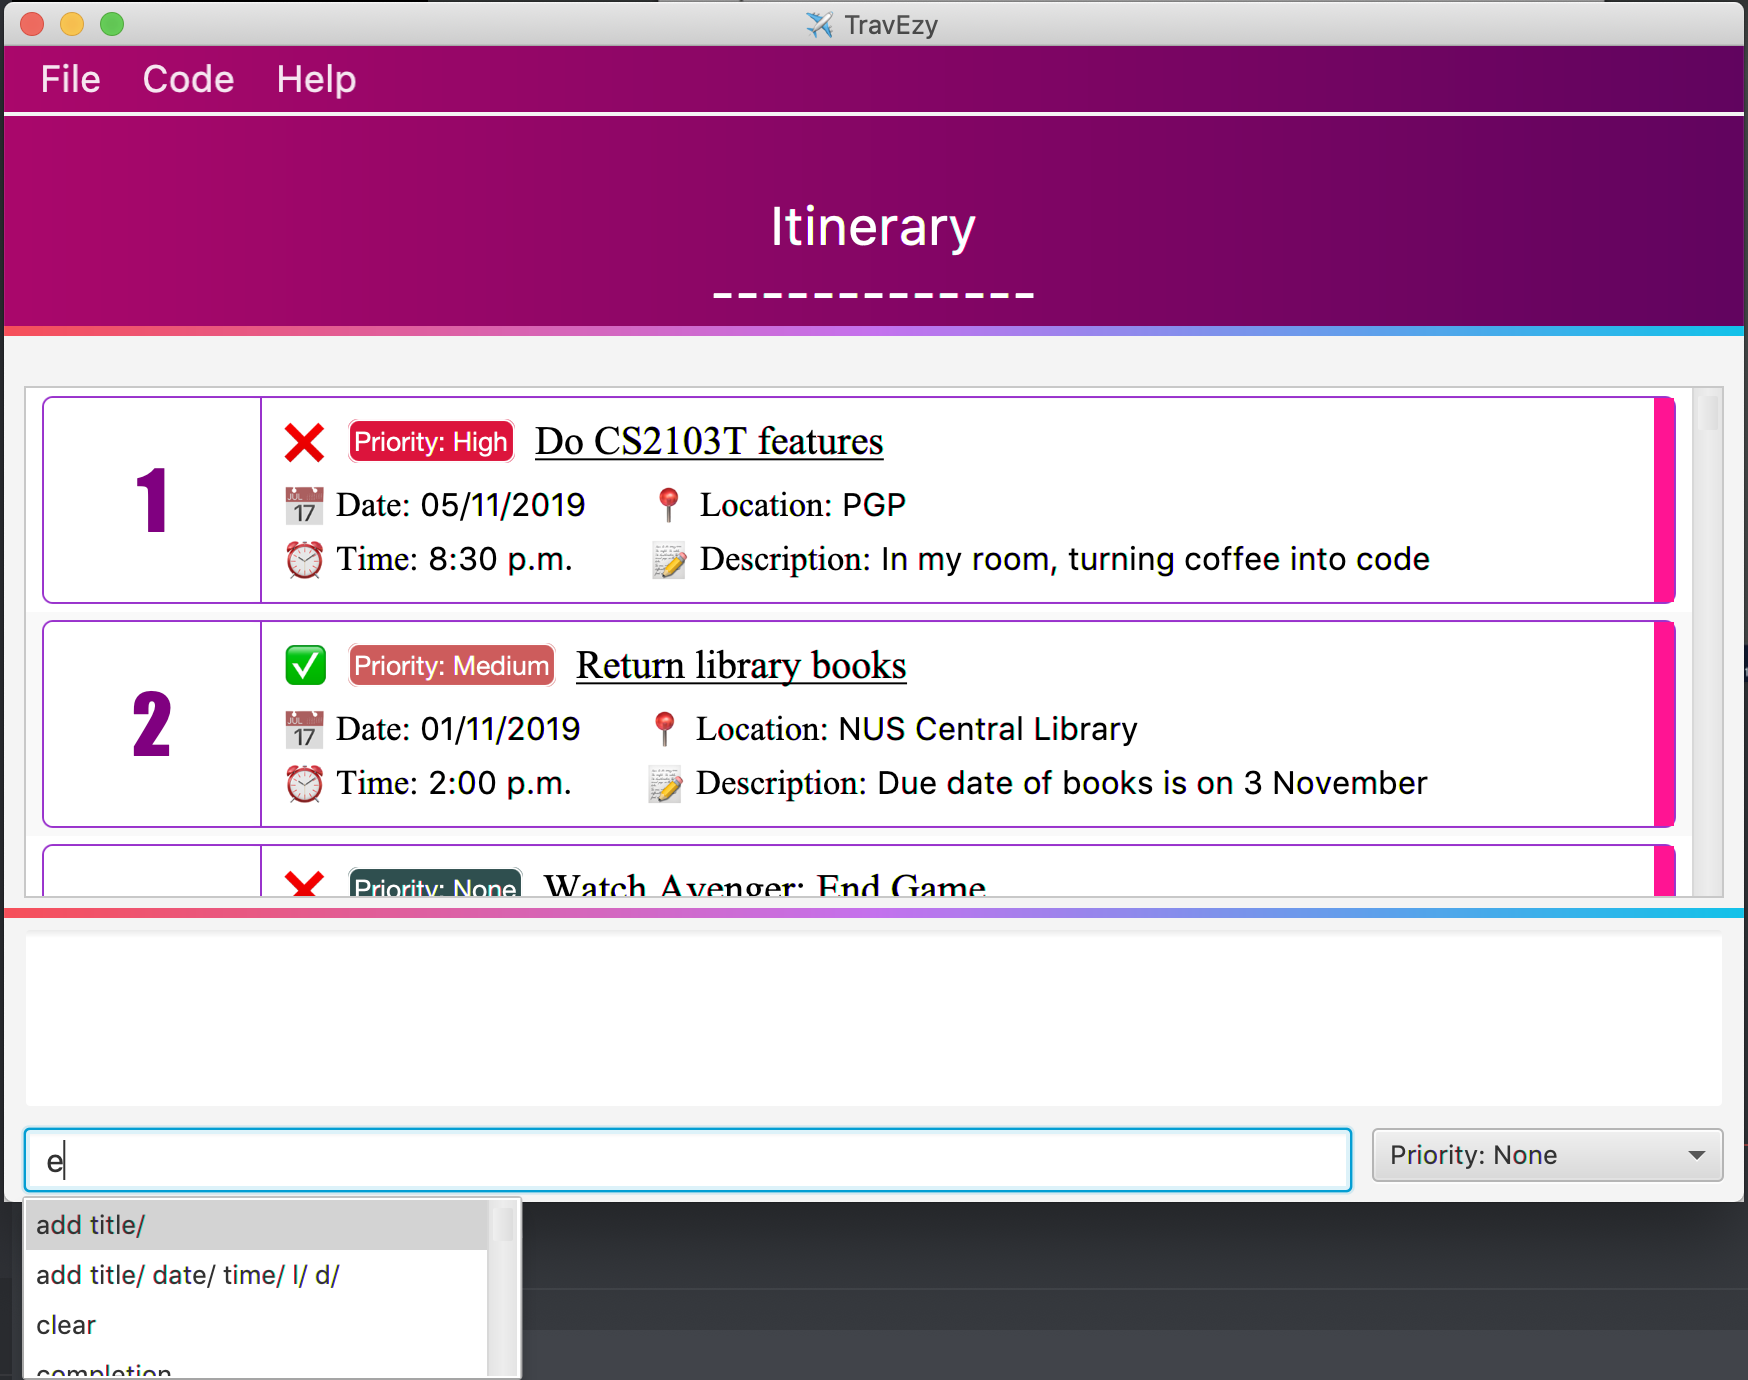 TravEzy
File Code Help
Itinerary
-------------
1
❌ Priority: High Do CS2103T features
JUL 17 Date: 05/11/2019 Location: PGP
Time: 8:30 p.m. Description: In my room, turning coffee into code
2
Priority: Medium Return library books
JUL 17 Date: 01/11/2019 Location: NUS Central Library
Time: 2:00 p.m. Description: Due date of books is on 3 November
Priority: None Watch Avenger: End Game
e
Priority: None
add title/
add title/ date/ time/ l/ d/
clear
completion